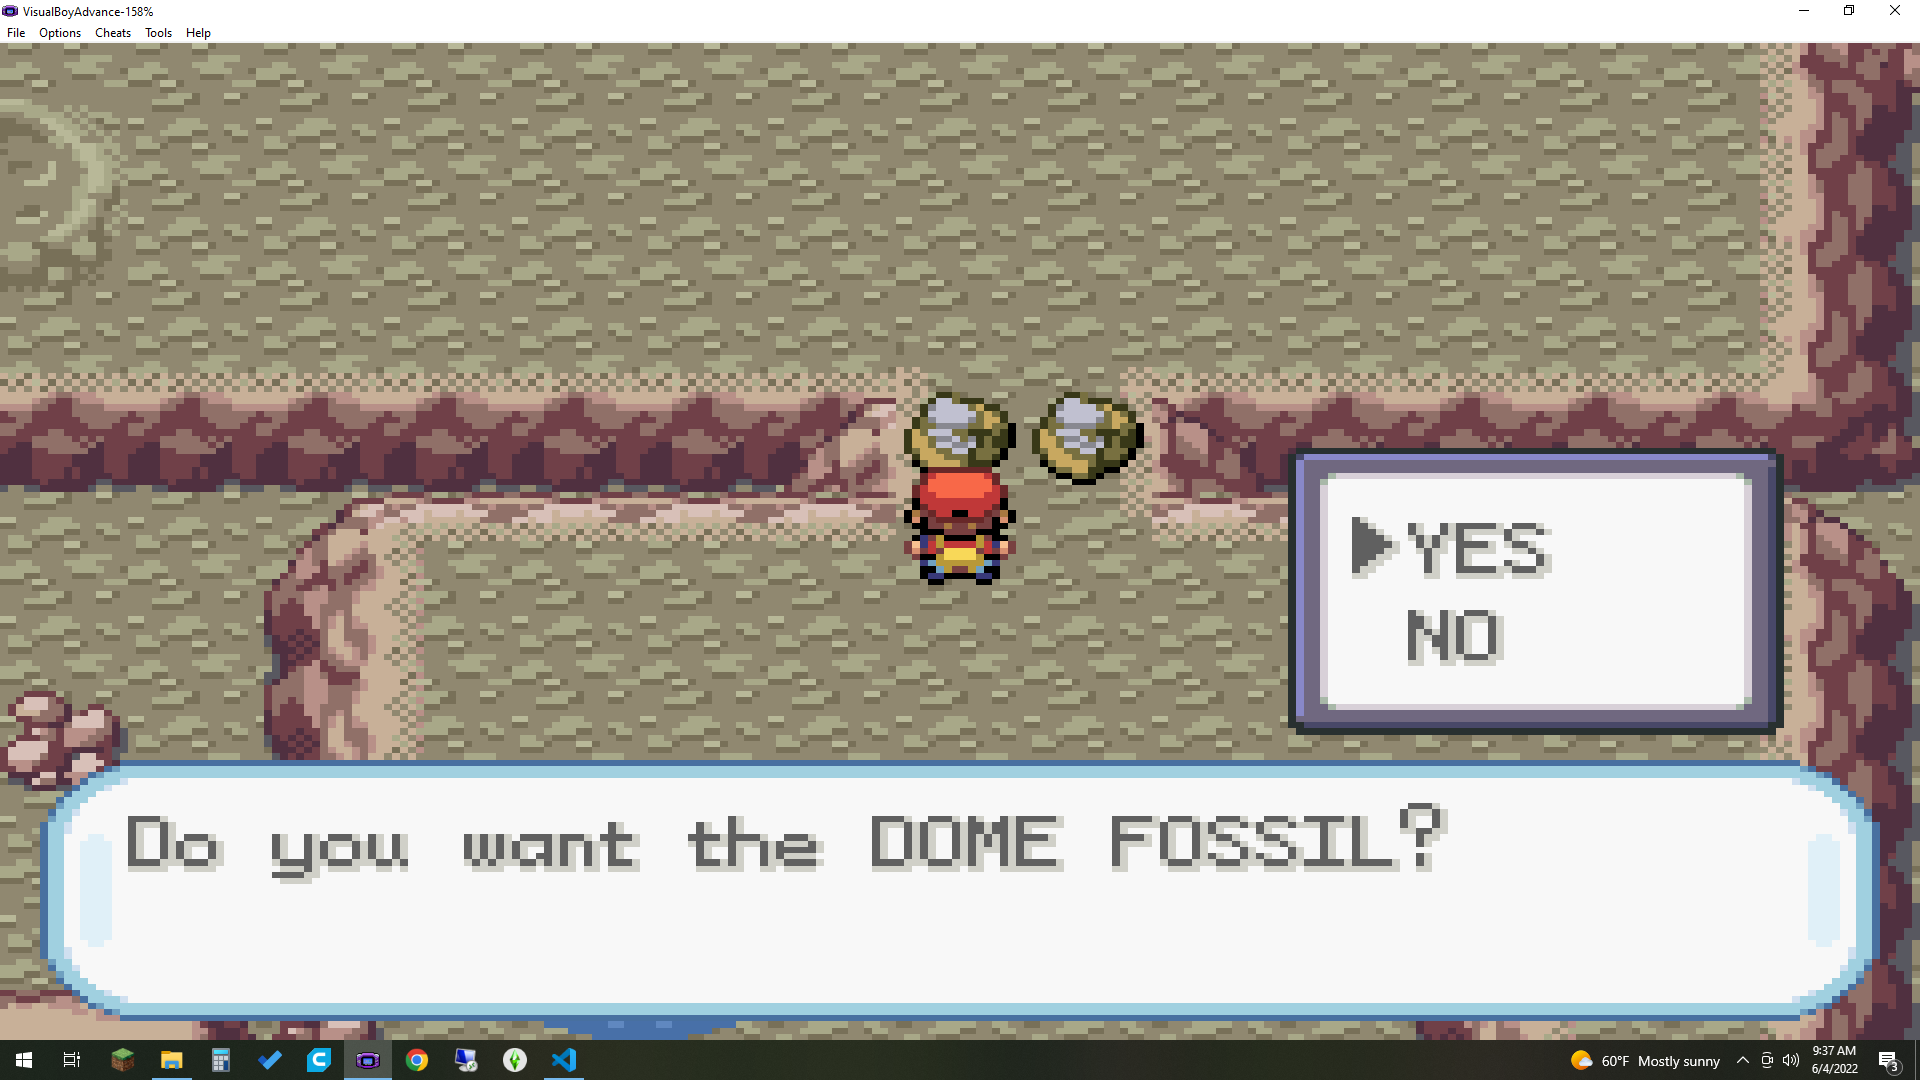 VisualBoyAdvance-158%
File Options Cheats Tools Help
YES
NO
Do you want the DOME FOSSIL?
60°F Mostly sunny
9:37 AM
6/4/2022
3